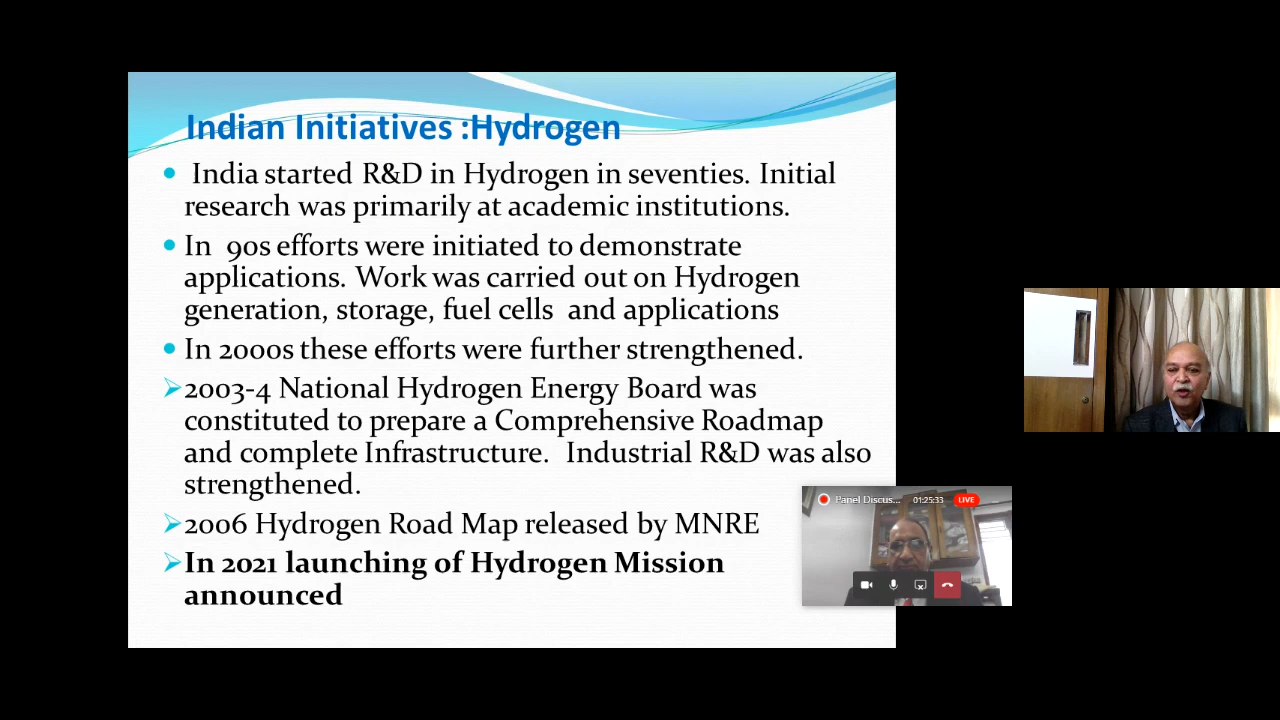 Indian Initiatives :Hydrogen
India started R&D in Hydrogen in seventies. Initial
research was primarily at academic institutions.
In 90s efforts were initiated to demonstrate
applications. Work was carried out on Hydrogen
generation, storage, fuel cells and applications
In 2000s these efforts were further strengthened.
2003-4 National Hydrogen Energy Board was
constituted to prepare a Comprehensive Roadmap
and complete Infrastructure. Industrial R&D was also
strengthened.
2006 Hydrogen Road Map released by MNRE
In 2021 launching of Hydrogen Mission
announced
Panel Discus... 01:25:33 LIVE